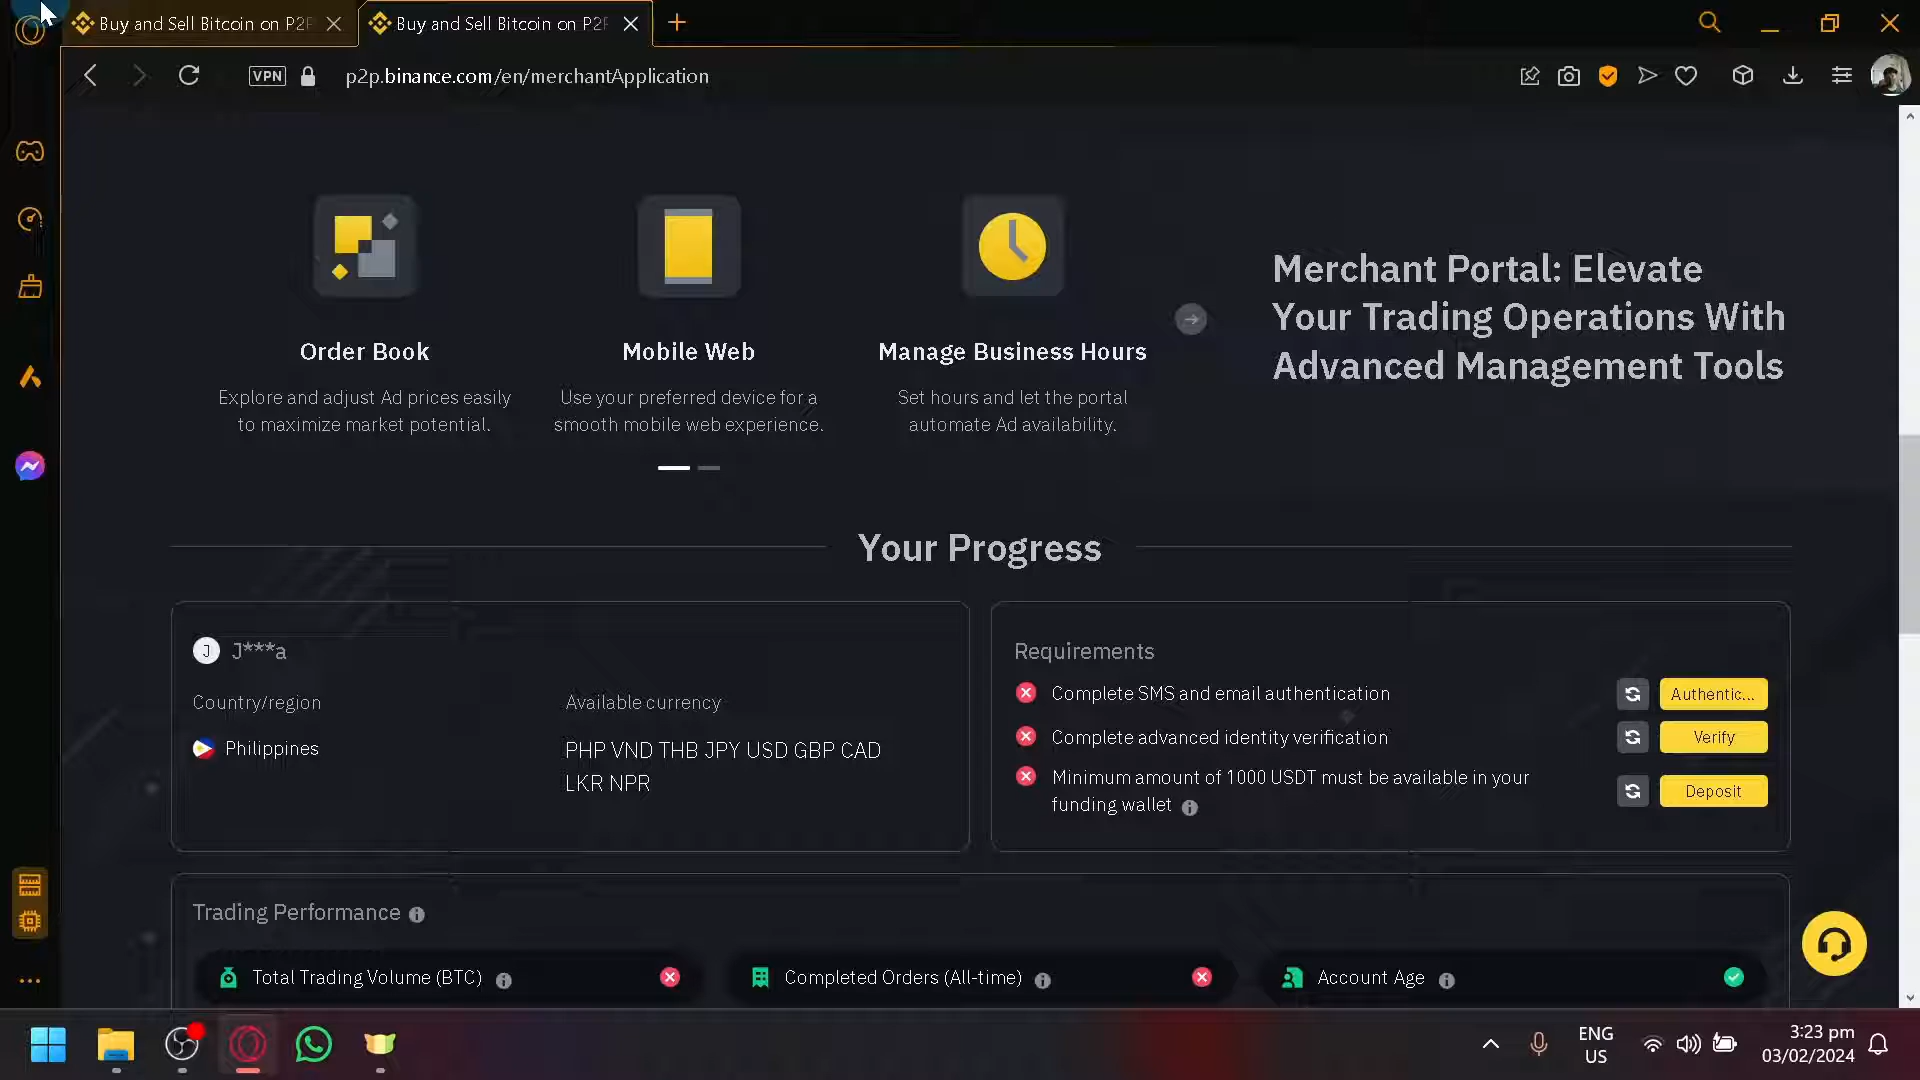 Buy and Sell Bitcoin on P2P
Buy and Sell Bitcoin on P2P
VPN
p2p.binance.com/en/merchantApplication
Merchant Portal: Elevate
Your Trading Operations With
Advanced Management Tools
Order Book
Mobile Web
Manage Business Hours
Explore and adjust Ad prices easily
to maximize market potential.
Use your preferred device for a
smooth mobile web experience.
Set hours and let the portal
automate Ad availability.
Your Progress
J
J***a
Country/region
Available currency
Philippines
PHP VND THB JPY USD GBP CAD
LKR NPR
Requirements
Complete SMS and email authentication
Authentic...
Complete advanced identity verification
Verify
Minimum amount of 1000 USDT must be available in your
funding wallet
Deposit
Trading Performance
Total Trading Volume (BTC)
Completed Orders (All-time)
Account Age
ENG
US
3:23 pm
03/02/2024